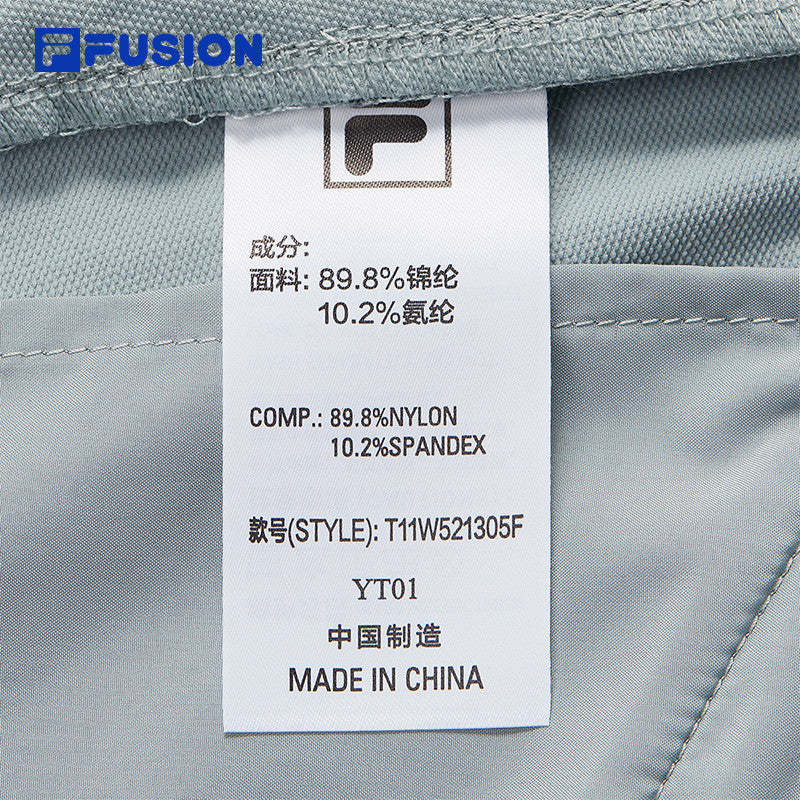 FUSION
成分:
面料: 89.8%锦纶
10.2%氨纶
COMP.: 89.8%NYLON
10.2%SPANDEX
款号(STYLE): T11W521305F
YT01
中国制造
MADE IN CHINA